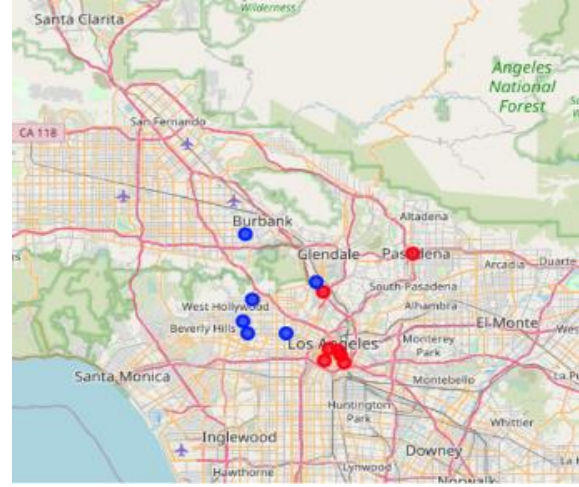 Santa Clarita
Wilderness
Angeles
National
Forest
CA 118
San Fernando
Burbank
Altadena
Glendale
Pasadena
Arcadia
Duarte
South Pasadena
West Hollywood
Alhambra
El-Monte
Beverly Hills
Los Angeles
Monterey
Park
Santa Monica
Montebello
Huntington
Park
Whittier
Inglewood
Downey
Hawthorne
Lynwood
Norwalk